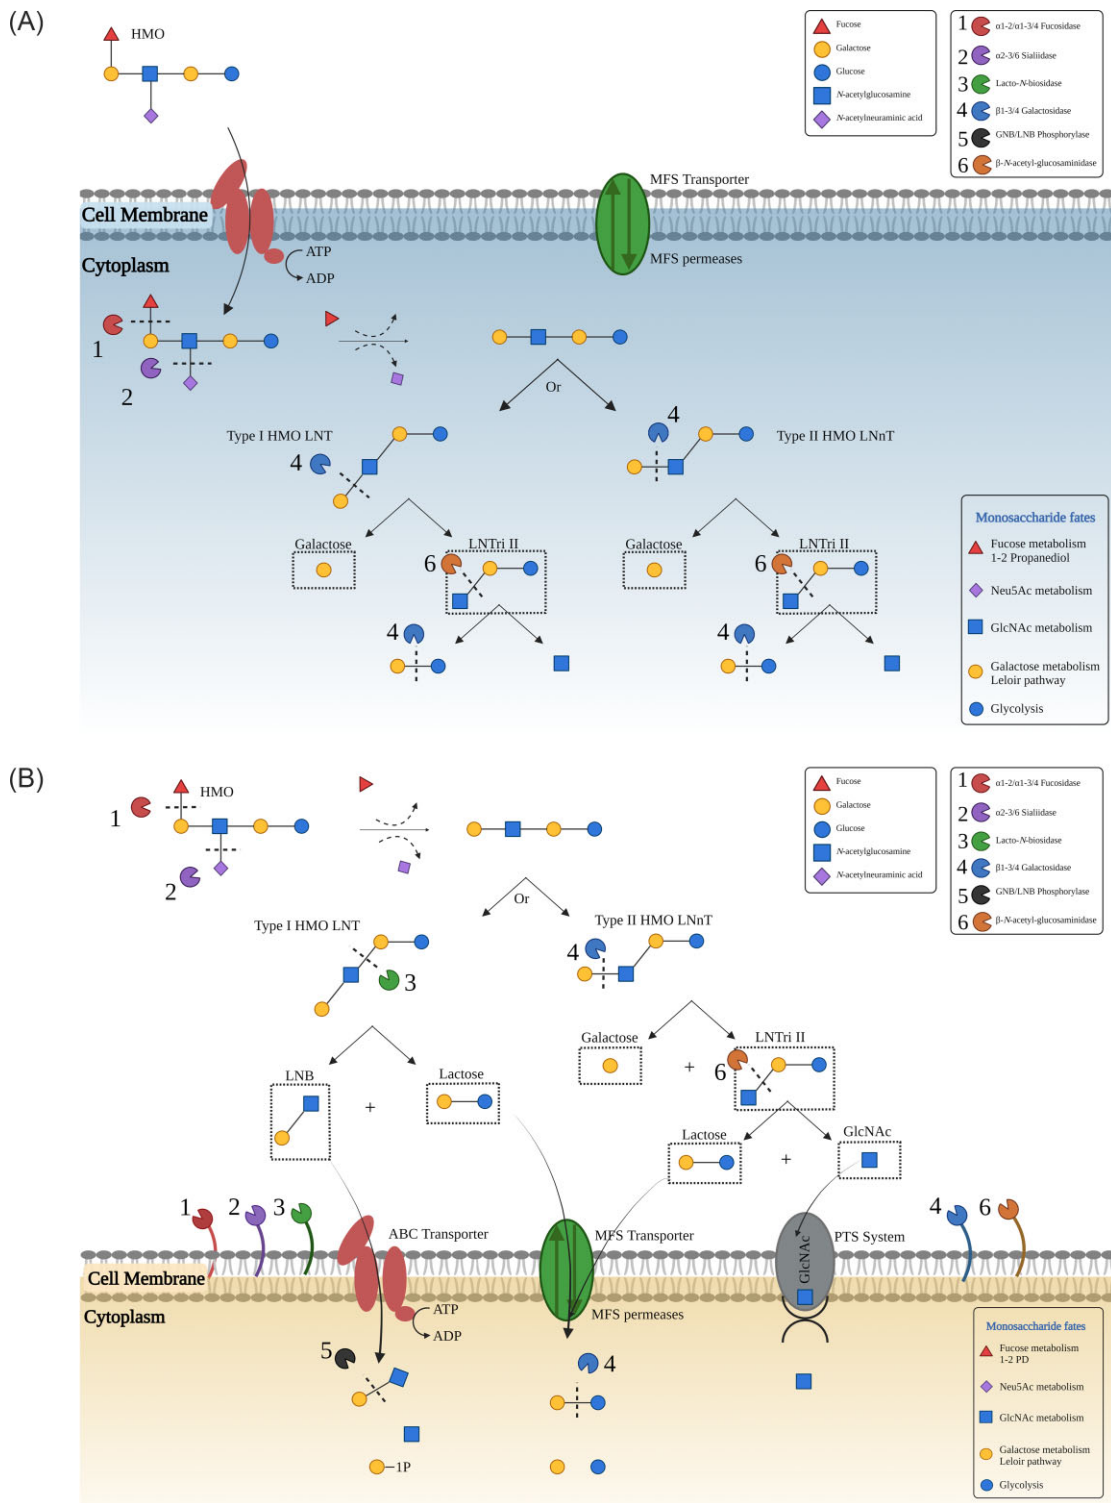 (A)
HMO
Fucose
Galactose
Glucose
N-acetylglucosamine
N-acetylneuraminic acid
1 α1-2/α1-3/4 Fucosidase
2 α2-3/6 Sialiidase
3 Lacto-N-biosidase
4 β1-3/4 Galactosidase
5 GNB/LNB Phosphorylase
6 β-N-acetyl-glucosaminidase
MFS Transporter
Cell Membrane
ATP
MFS permeases
Cytoplasm
ADP
1
2
Or
4
Type I HMO LNT
Type II HMO LNnT
4
Galactose
LNTri II
Galactose
LNTri II
6
6
4
4
Monosaccharide fates
Fucose metabolism
1-2 Propanediol
Neu5Ac metabolism
GlcNAc metabolism
Galactose metabolism
Leloir pathway
Glycolysis
(B)
HMO
1
2
Fucose
Galactose
Glucose
N-acetylglucosamine
N-acetylneuraminic acid
1 α1-2/α1-3/4 Fucosidase
2 α2-3/6 Sialiidase
3 Lacto-N-biosidase
4 β1-3/4 Galactosidase
5 GNB/LNB Phosphorylase
6 β-N-acetyl-glucosaminidase
Or
Type I HMO LNT
Type II HMO LNnT
4
3
Galactose
LNTri II
+
6
LNB
Lactose
+
Lactose
GlcNAc
+
1
2
3
4
6
ABC Transporter
MFS Transporter
PTS System
GlcNAc
Cell Membrane
Cytoplasm
ATP
MFS permeases
ADP
5
4
1P
Monosaccharide fates
Fucose metabolism
1-2 PD
Neu5Ac metabolism
GlcNAc metabolism
Galactose metabolism
Leloir pathway
Glycolysis